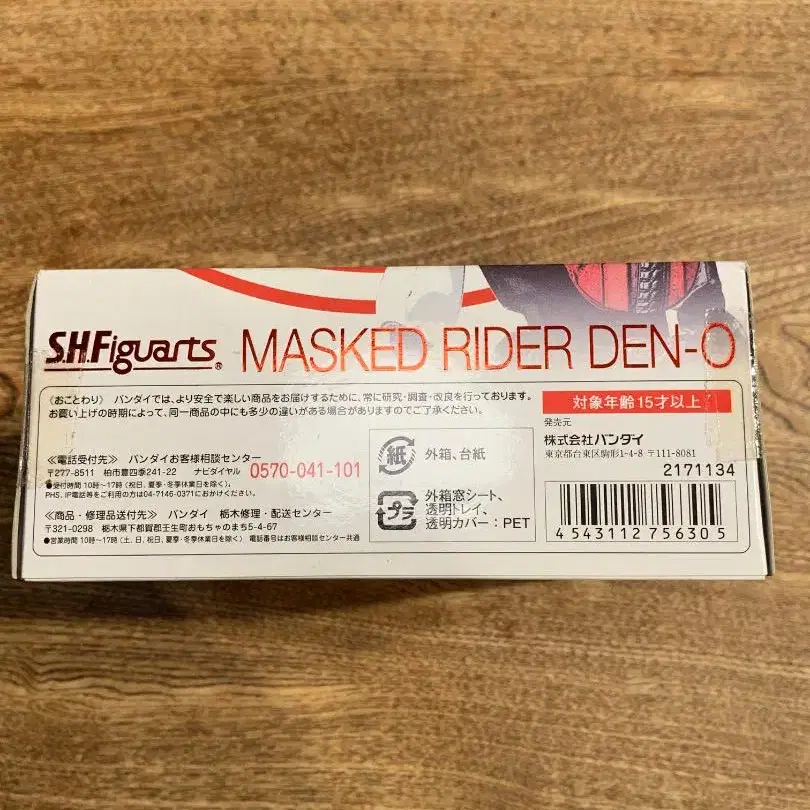 S.H.Figuarts® MASKED RIDER DEN-O
《おことわり》 バンダイでは、より安全で楽しい商品をお届けするために、常に研究・調査・改良を行っております。
お買い上げの時期によって、同一商品の中にも多少の違いがある場合がありますのでご了承ください。
≪電話受付先≫ バンダイお客様相談センター
〒277-8511 柏市豊四季241-22 ナビダイヤル 0570-041-101
●受付時間 10時〜17時 (祝日、夏季・冬季休業日を除く)
PHS、IP電話等をご利用の方は04-7146-0371におかけください。
≪商品・修理品送付先≫ バンダイ 栃木修理・配送センター
〒321-0298 栃木県下都賀郡壬生町おもちゃのまち5-4-67
●営業時間 10時〜17時 (土、日、祝日、夏季・冬季休業日を除く) 電話番号はお客様相談センター共通
紙 外箱、台紙
プラ 外箱窓シート、
透明トレイ、
透明カバー：PET
対象年齢15才以上
発売元
株式会社バンダイ
東京都台東区駒形1-4-8 〒111-8081
2171134
4 543112 756305